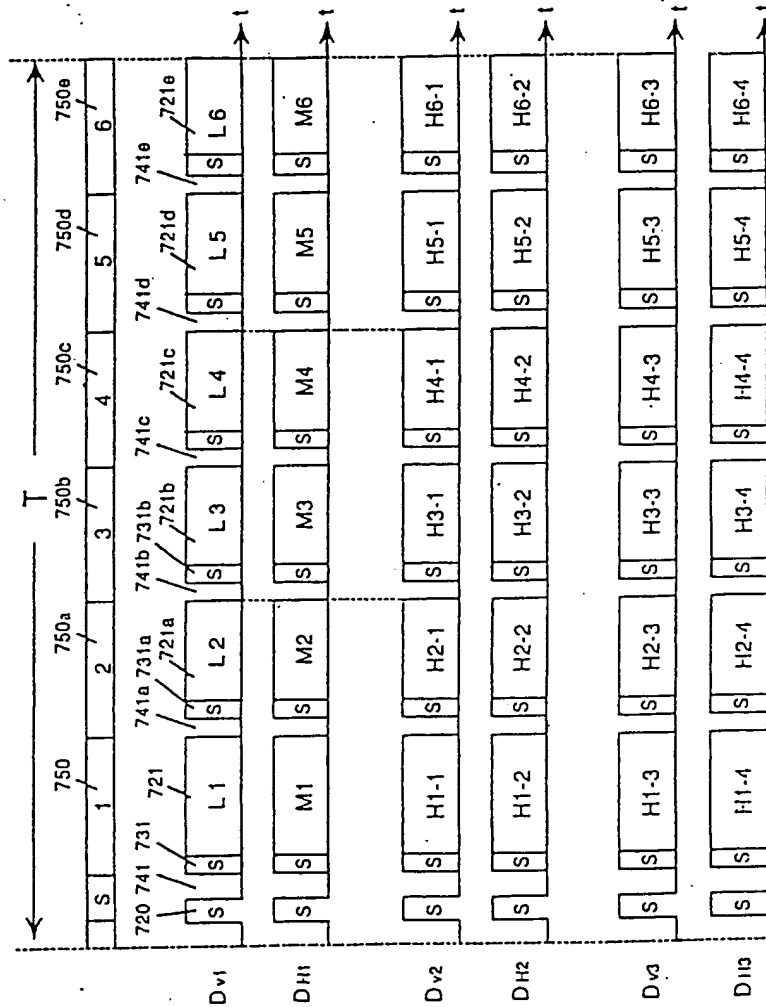 T
750 750a 750b 750c 750d 750e
S 1 2 3 4 5 6
720 741 731 721 741a 731a 721a 741b 731b 721b 741c 721c 741d 721d 741e 721e
Dv1 S S L1 S L2 S L3 S L4 S L5 S L6 t
DH1 M1 S M2 S M3 S M4 S M5 S M6 t
Dv2 S S H1-1 S H2-1 S H3-1 S H4-1 S H5-1 S H6-1 t
DH2 S S H1-2 S H2-2 S H3-2 S H4-2 S H5-2 S H6-2 t
Dv3 S S H1-3 S H2-3 S H3-3 S H4-3 S H5-3 S H6-3 t
DH3 S S H1-4 S H2-4 S H3-4 S H4-4 S H5-4 S H6-4 t